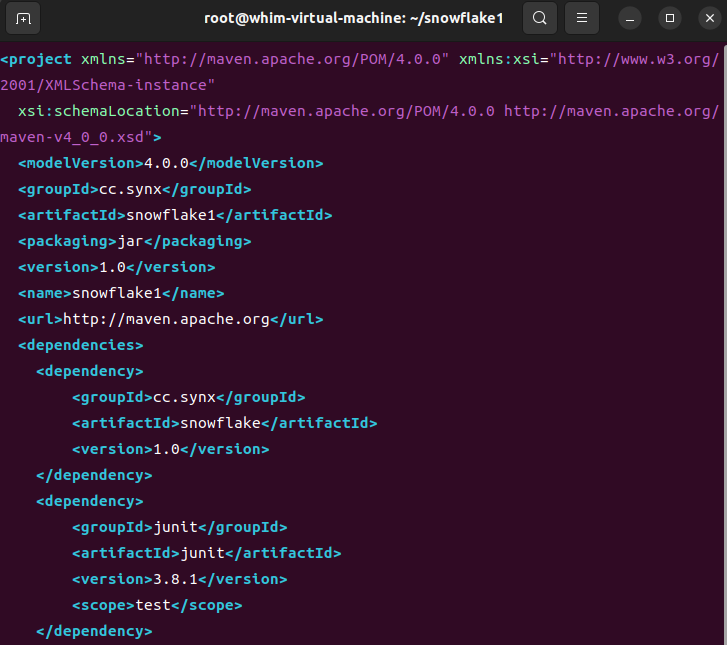 root@whim-virtual-machine: ~/snowflake1
<project xmlns="http://maven.apache.org/POM/4.0.0" xmlns:xsi="http://www.w3.org/
2001/XMLSchema-instance"
  xsi:schemaLocation="http://maven.apache.org/POM/4.0.0 http://maven.apache.org/
maven-v4_0_0.xsd">
  <modelVersion>4.0.0</modelVersion>
  <groupId>cc.synx</groupId>
  <artifactId>snowflake1</artifactId>
  <packaging>jar</packaging>
  <version>1.0</version>
  <name>snowflake1</name>
  <url>http://maven.apache.org</url>
  <dependencies>
    <dependency>
        <groupId>cc.synx</groupId>
        <artifactId>snowflake</artifactId>
        <version>1.0</version>
    </dependency>
    <dependency>
        <groupId>junit</groupId>
        <artifactId>junit</artifactId>
        <version>3.8.1</version>
        <scope>test</scope>
    </dependency>